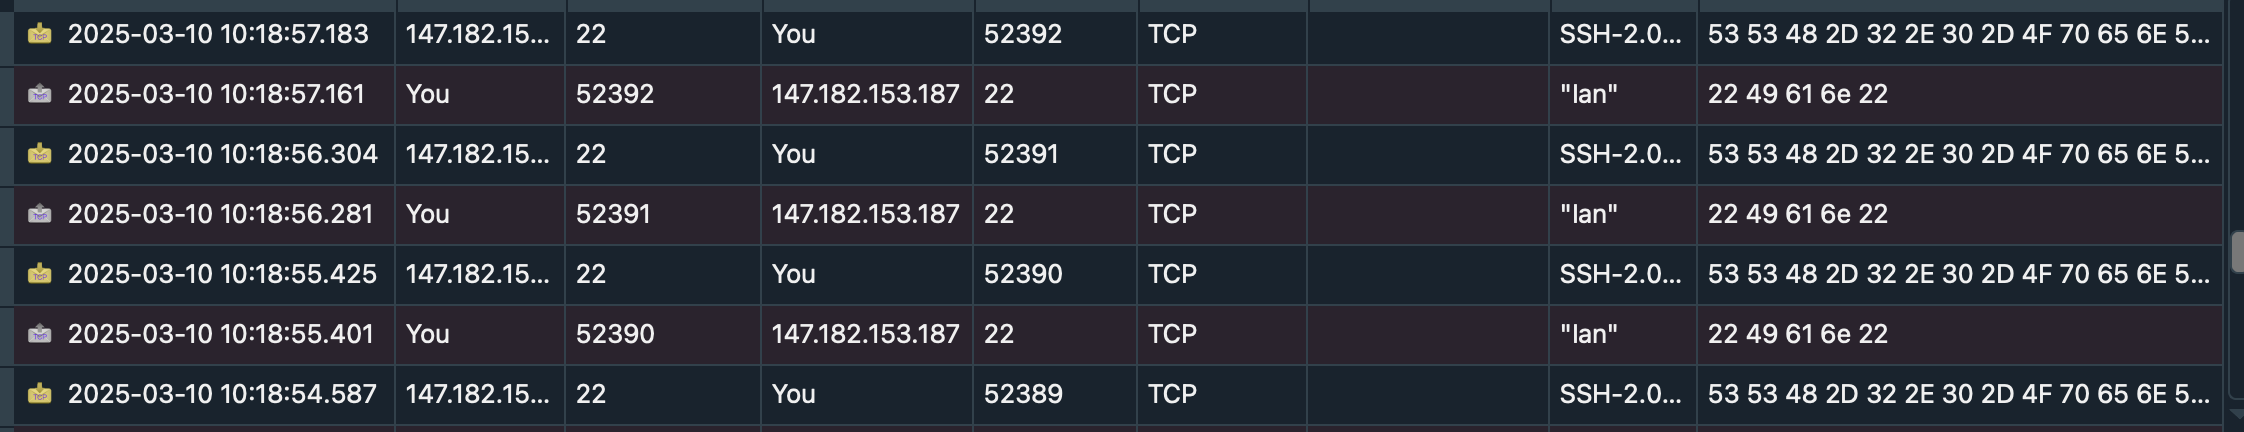 2025-03-10 10:18:57.183 147.182.15... 22 You 52392 TCP SSH-2.0... 53 53 48 2D 32 2E 30 2D 4F 70 65 6E 5...
2025-03-10 10:18:57.161 You 52392 147.182.153.187 22 TCP "Ian" 22 49 61 6e 22
2025-03-10 10:18:56.304 147.182.15... 22 You 52391 TCP SSH-2.0... 53 53 48 2D 32 2E 30 2D 4F 70 65 6E 5...
2025-03-10 10:18:56.281 You 52391 147.182.153.187 22 TCP "Ian" 22 49 61 6e 22
2025-03-10 10:18:55.425 147.182.15... 22 You 52390 TCP SSH-2.0... 53 53 48 2D 32 2E 30 2D 4F 70 65 6E 5...
2025-03-10 10:18:55.401 You 52390 147.182.153.187 22 TCP "Ian" 22 49 61 6e 22
2025-03-10 10:18:54.587 147.182.15... 22 You 52389 TCP SSH-2.0... 53 53 48 2D 32 2E 30 2D 4F 70 65 6E 5...